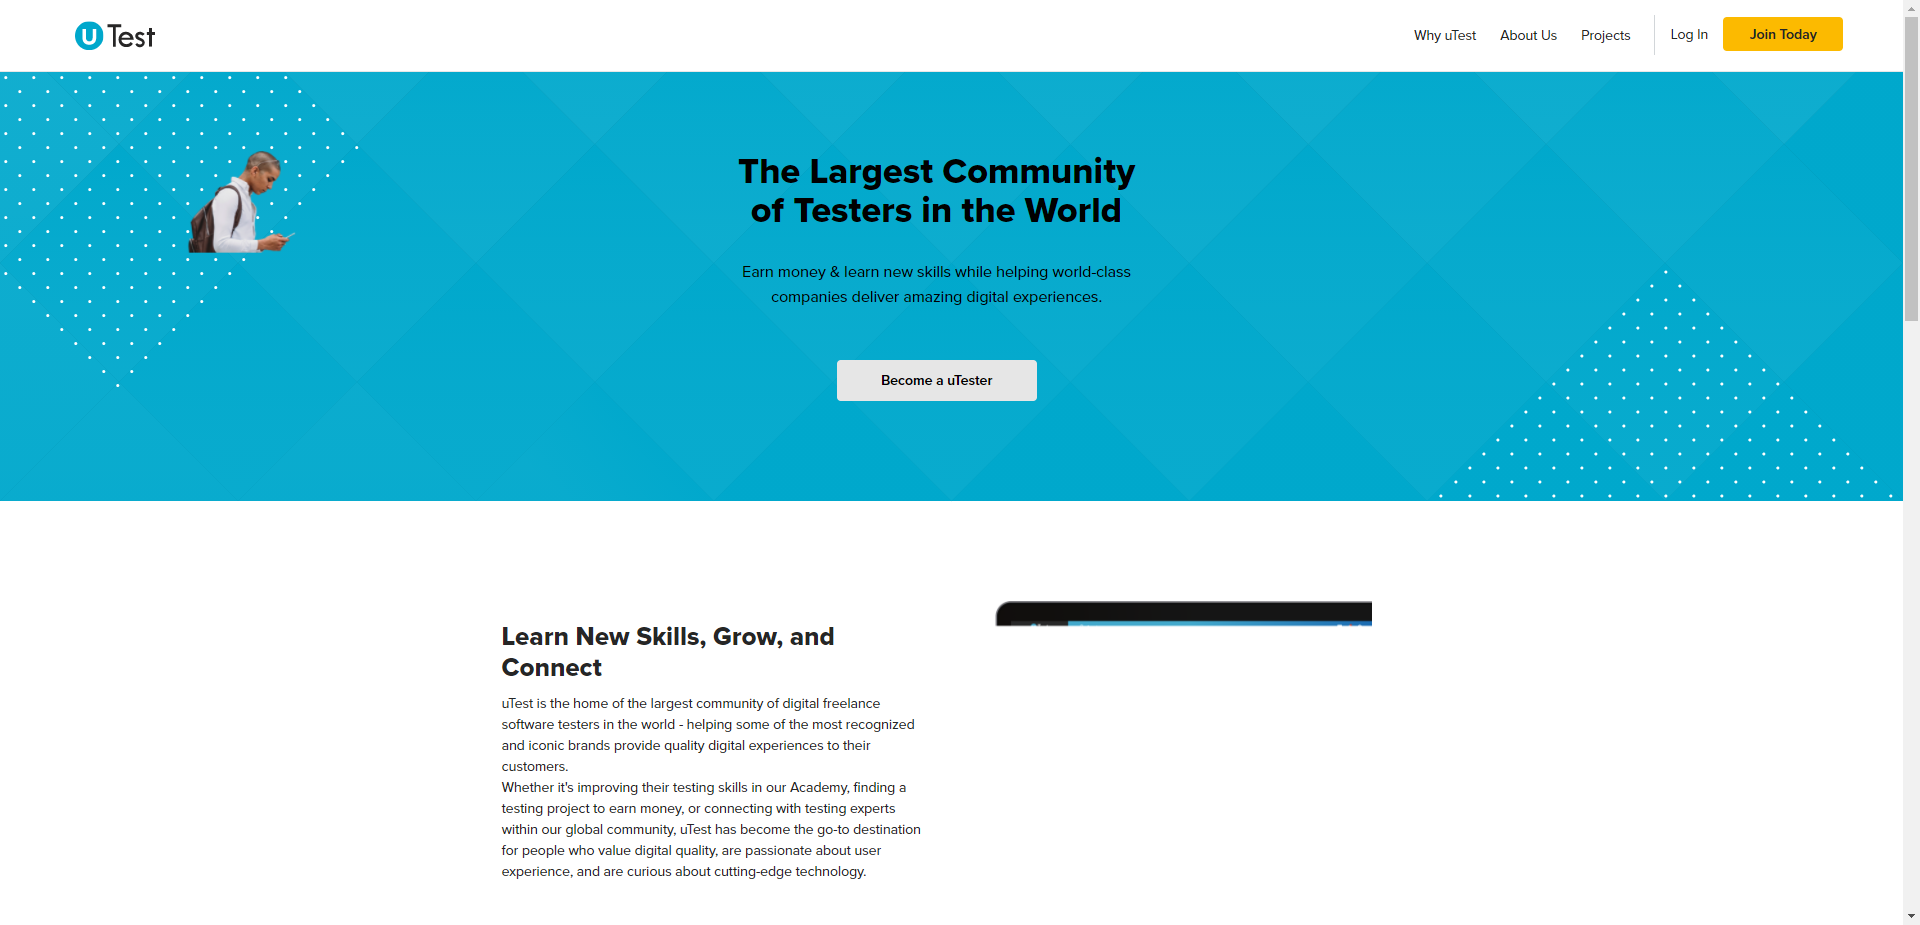 uTest
Why uTest
About Us
Projects
Log In
Join Today
The Largest Community
of Testers in the World
Earn money & learn new skills while helping world-class
companies deliver amazing digital experiences.
Become a uTester
Learn New Skills, Grow, and
Connect
uTest is the home of the largest community of digital freelance
software testers in the world - helping some of the most recognized
and iconic brands provide quality digital experiences to their
customers.
Whether it's improving their testing skills in our Academy, finding a
testing project to earn money, or connecting with testing experts
within our global community, uTest has become the go-to destination
for people who value digital quality, are passionate about user
experience, and are curious about cutting-edge technology.